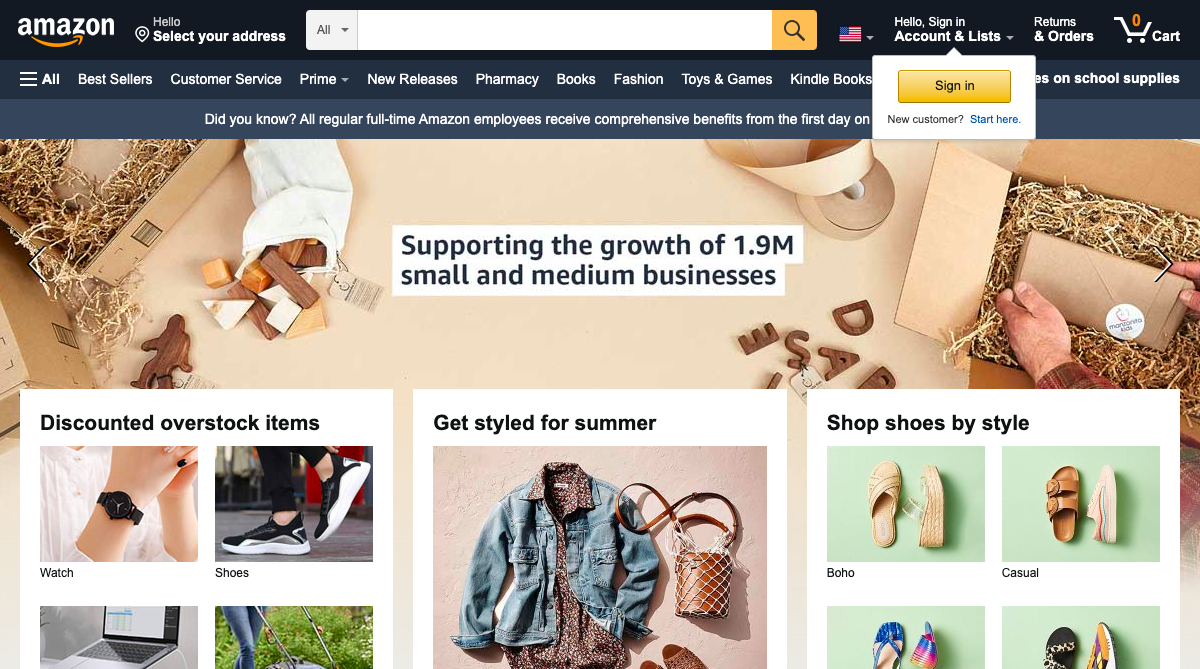 amazon
Hello
Select your address
All
Hello, Sign in
Account & Lists
Returns
& Orders
0
Cart
All
Best Sellers
Customer Service
Prime
New Releases
Pharmacy
Books
Fashion
Toys & Games
Kindle Books
es on school supplies
Sign in
New customer? Start here.
Did you know? All regular full-time Amazon employees receive comprehensive benefits from the first day on
Supporting the growth of 1.9M
small and medium businesses
manzanita
kids
Discounted overstock items
Get styled for summer
Shop shoes by style
Watch
Shoes
Boho
Casual